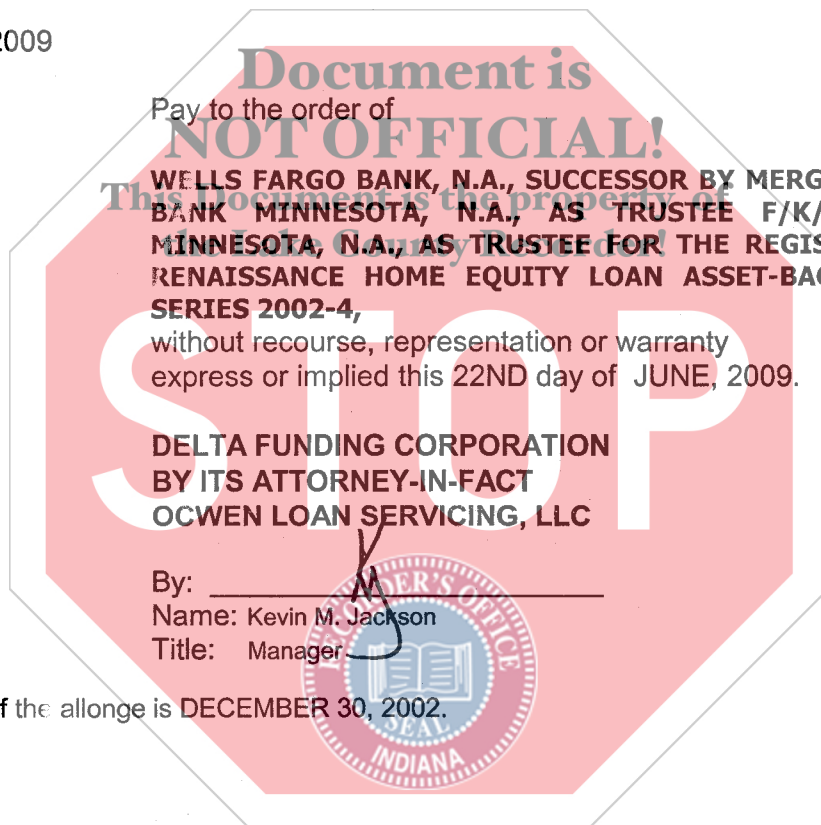 2009
Document is
Pay to the order of
NOT OFFICIAL!
WELLS FARGO BANK, N.A., SUCCESSOR BY MERG
This Document is the property of
BANK MINNESOTA, N.A., AS TRUSTEE F/K/
MINNESOTA, N.A., AS TRUSTEE FOR THE REGIS
the Lake County Recorder!
RENAISSANCE HOME EQUITY LOAN ASSET-BAC
SERIES 2002-4,
without recourse, representation or warranty
express or implied this 22ND day of JUNE, 2009.
STOP
DELTA FUNDING CORPORATION
BY ITS ATTORNEY-IN-FACT
OCWEN LOAN SERVICING, LLC
By:
Name: Kevin M. Jackson
Title: Manager
RECORDER'S OFFICE
f the allonge is DECEMBER 30, 2002.
SEAL
INDIANA